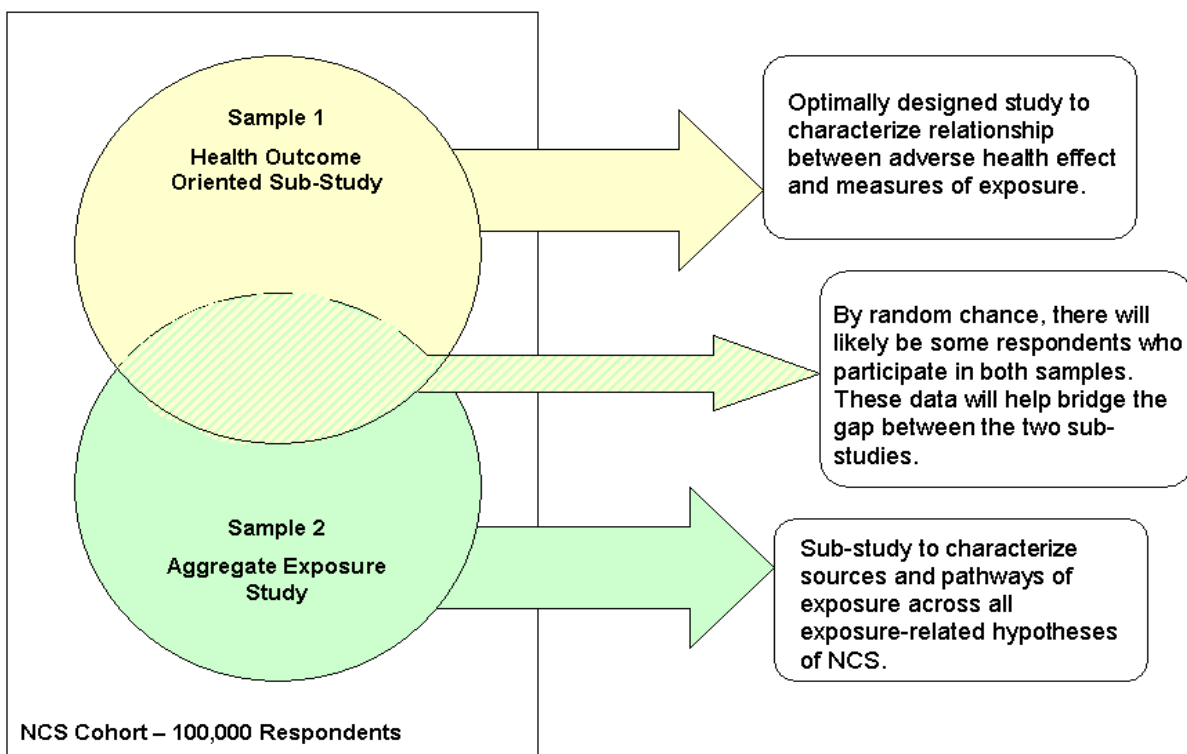 Sample 1
Health Outcome
Oriented Sub-Study
Optimally designed study to
characterize relationship
between adverse health effect
and measures of exposure.
By random chance, there will
likely be some respondents who
participate in both samples.
These data will help bridge the
gap between the two sub-
studies.
Sample 2
Aggregate Exposure
Study
Sub-study to characterize
sources and pathways of
exposure across all
exposure-related hypotheses
of NCS.
NCS Cohort – 100,000 Respondents